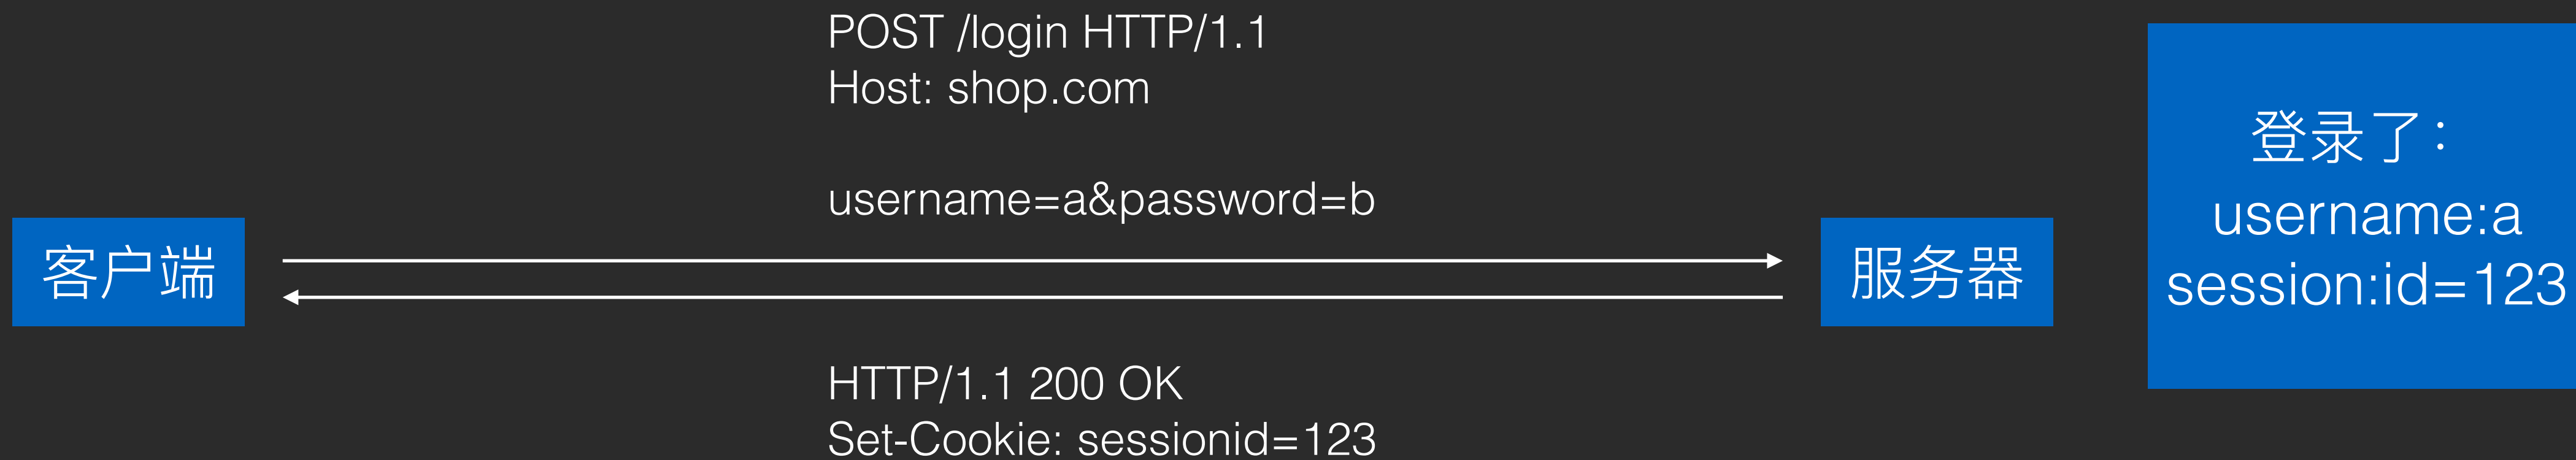 POST /login HTTP/1.1
Host: shop.com
username=a&password=b
客户端
服务器
登录了：
username:a
session:id=123
HTTP/1.1 200 OK
Set-Cookie: sessionid=123